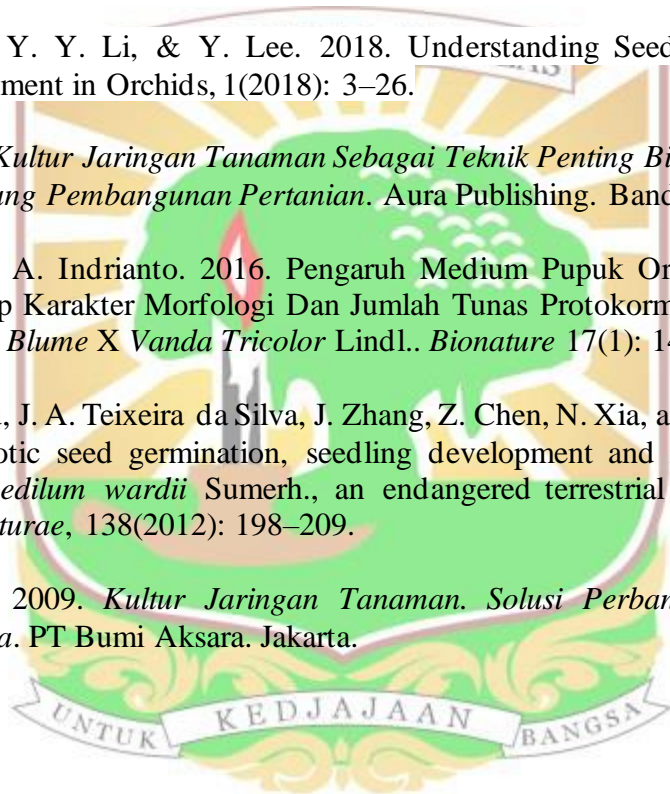 Y. Y. Li, & Y. Lee. 2018. Understanding Seed
ment in Orchids, 1(2018): 3–26.
Kultur Jaringan Tanaman Sebagai Teknik Penting Bi
ng Pembangunan Pertanian. Aura Publishing. Band
A. Indrianto. 2016. Pengaruh Medium Pupuk Or
p Karakter Morfologi Dan Jumlah Tunas Protokorm
Blume X Vanda Tricolor Lindl.. Bionature 17(1): 14
, J. A. Teixeira da Silva, J. Zhang, Z. Chen, N. Xia, a
otic seed germination, seedling development and
edilum wardii Sumerh., an endangered terrestrial
turae, 138(2012): 198–209.
2009. Kultur Jaringan Tanaman. Solusi Perban
a. PT Bumi Aksara. Jakarta.
UNTUK KEDJAJAAN BANGSA